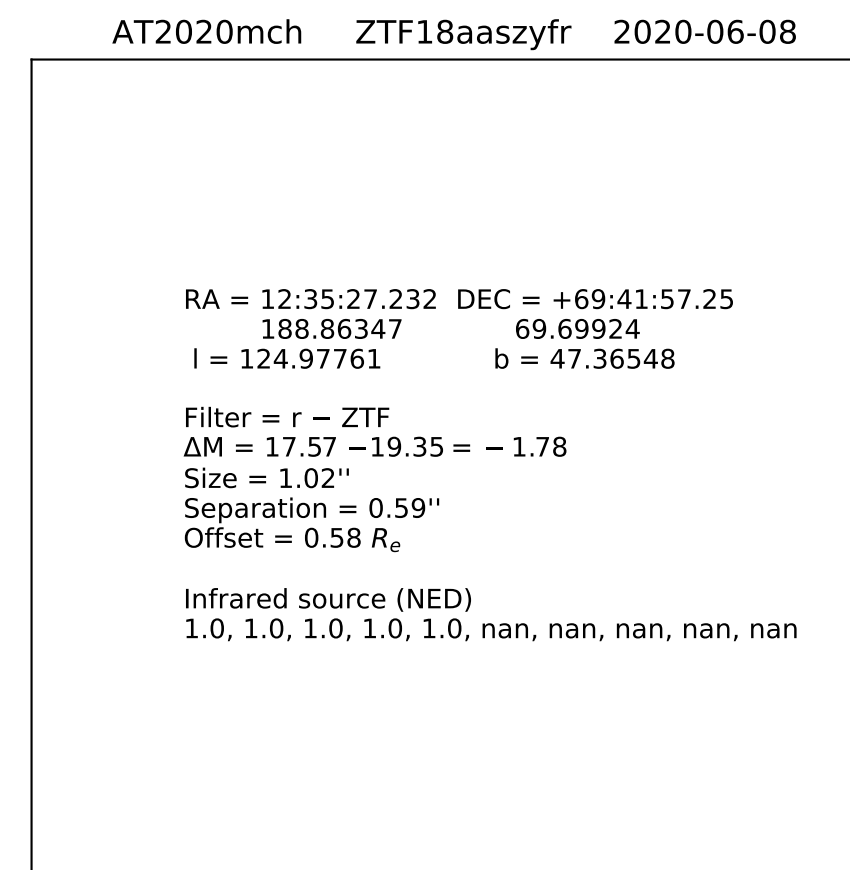 AT2020mch ZTF18aaszyfr 2020-06-08
RA = 12:35:27.232 DEC = +69:41:57.25
188.86347 69.69924
l = 124.97761 b = 47.36548
Filter = r − ZTF
ΔM = 17.57 −19.35 = − 1.78
Size = 1.02''
Separation = 0.59''
Offset = 0.58 Re
Infrared source (NED)
1.0, 1.0, 1.0, 1.0, 1.0, nan, nan, nan, nan, nan